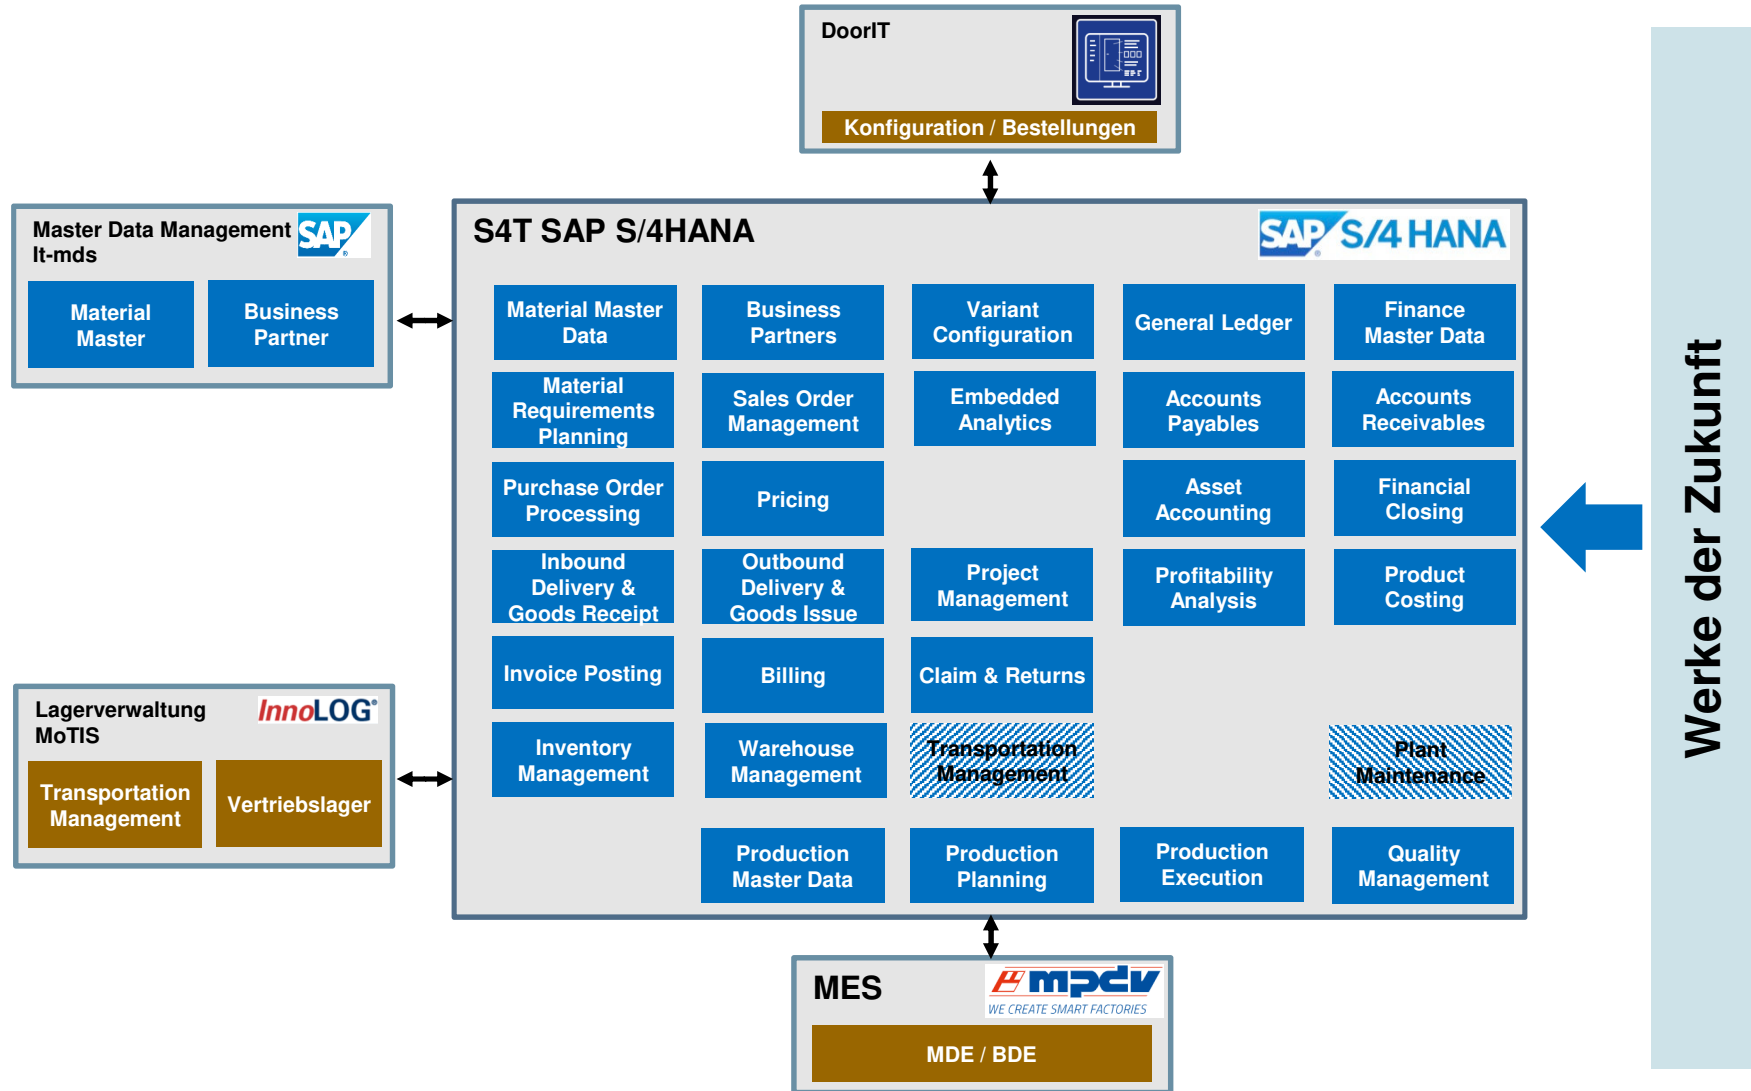 DoorIT
Konfiguration / Bestellungen
Master Data Management
lt-mds
SAP
Material
Master
Business
Partner
S4T SAP S/4HANA
SAP S/4 HANA
Material Master
Data
Business
Partners
Variant
Configuration
General Ledger
Finance
Master Data
Material
Requirements
Planning
Sales Order
Management
Embedded
Analytics
Accounts
Payables
Accounts
Receivables
Purchase Order
Processing
Pricing
Asset
Accounting
Financial
Closing
Inbound
Delivery &
Goods Receipt
Outbound
Delivery &
Goods Issue
Project
Management
Profitability
Analysis
Product
Costing
Invoice Posting
Billing
Claim & Returns
Inventory
Management
Warehouse
Management
Transportation
Management
Plant
Maintenance
Production
Master Data
Production
Planning
Production
Execution
Quality
Management
Lagerverwaltung
MoTIS
InnoLOG®
Transportation
Management
Vertriebslager
MES
mpdv
WE CREATE SMART FACTORIES
MDE / BDE
Werke der Zukunft